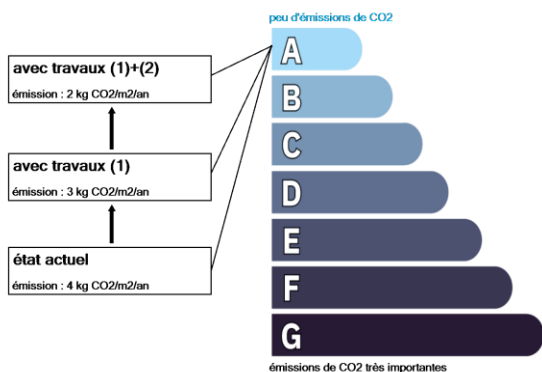 peu d'émissions de CO2
avec travaux (1)+(2)
émission : 2 kg CO2/m2/an
avec travaux (1)
émission : 3 kg CO2/m2/an
état actuel
émission : 4 kg CO2/m2/an
A
B
C
D
E
F
G
émissions de CO2 très importantes